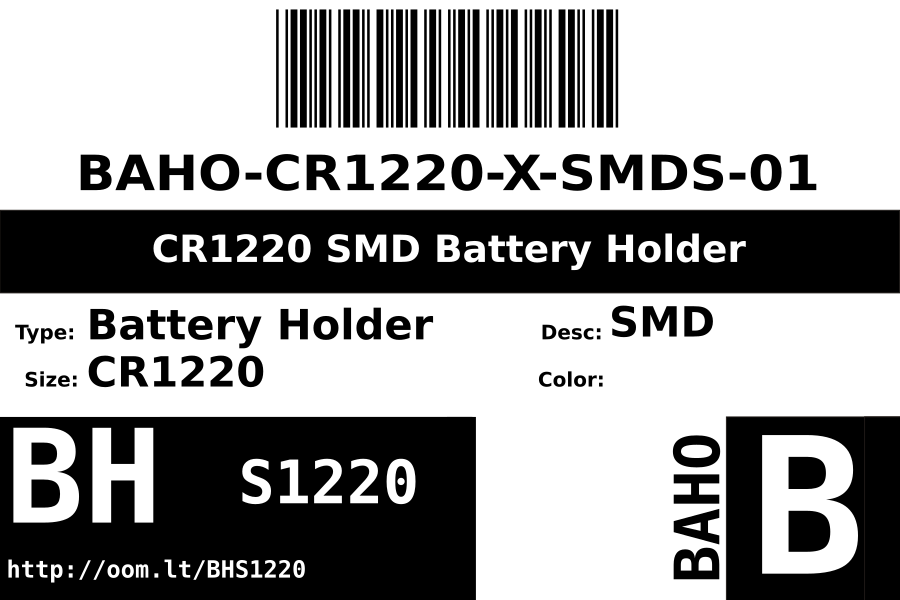 BAHO-CR1220-X-SMDS-01
CR1220 SMD Battery Holder
Type: Battery Holder
Desc: SMD
Size: CR1220
Color:
BH
S1220
http://oom.lt/BHS1220
BAHO
B